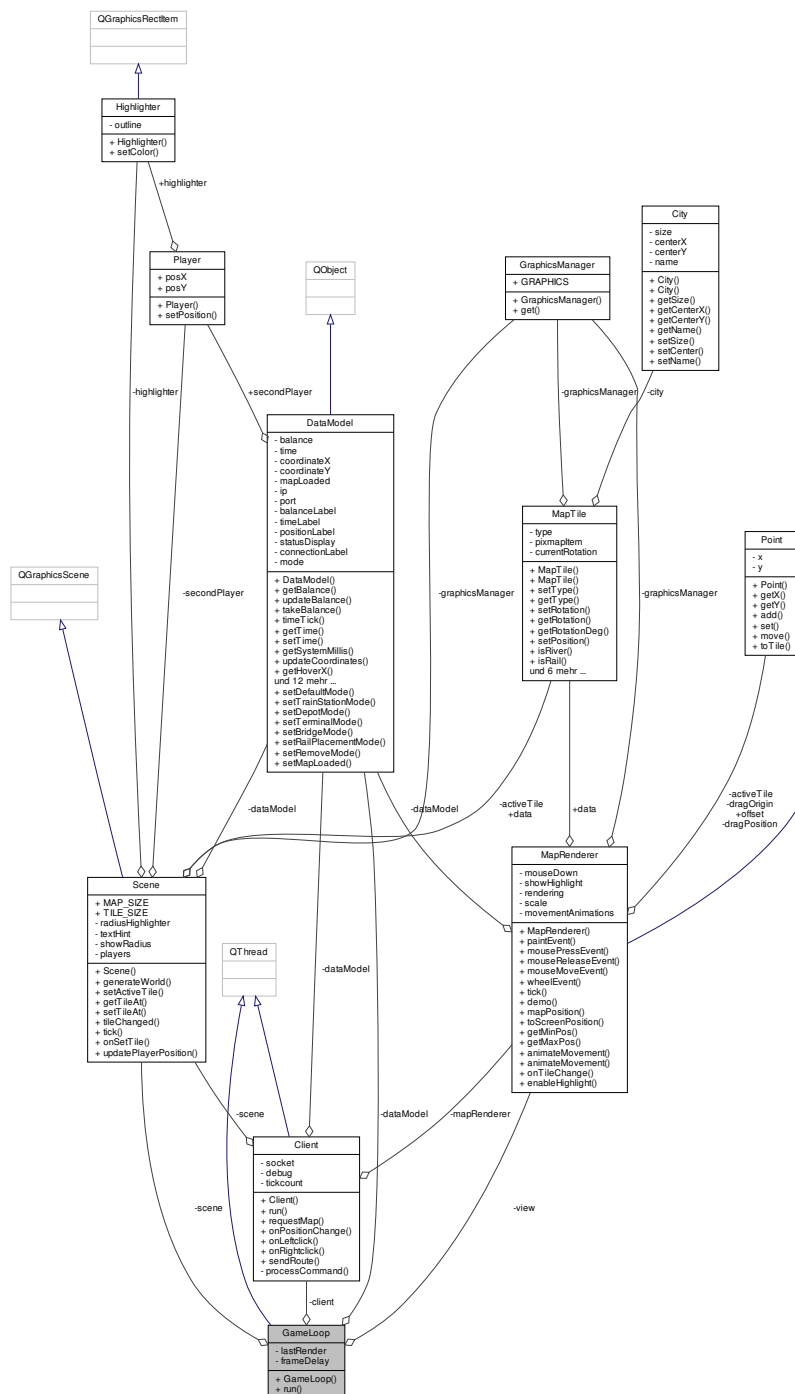 QGraphicsRectItem
Highlighter
- outline
+ Highlighter()
+ setColor()
+highlighter
City
- size
- centerX
- centerY
- name
+ City()
+ City()
+ getSize()
+ getCenterX()
+ getCenterY()
+ getName()
+ setSize()
+ setCenter()
+ setName()
Player
+ posX
+ posY
+ Player()
+ setPosition()
QObject
GraphicsManager
+ GRAPHICS
+ GraphicsManager()
+ get()
-highlighter
+secondPlayer
-graphicsManager
-city
DataModel
- balance
- time
- coordinateX
- coordinateY
- mapLoaded
- ip
- port
- balanceLabel
- timeLabel
- positionLabel
- statusDisplay
- connectionLabel
- mode
+ DataModel()
+ getBalance()
+ updateBalance()
+ takeBalance()
+ timeTick()
+ getTime()
+ setTime()
+ getSystemMillis()
+ updateCoordinates()
+ getHoverX()
und 12 mehr ...
+ setDefaultMode()
+ setTrainStationMode()
+ setDepotMode()
+ setTerminalMode()
+ setBridgeMode()
+ setRailPlacementMode()
+ setRemoveMode()
+ setMapLoaded()
MapTile
- type
- pixmapItem
- currentRotation
+ MapTile()
+ MapTile()
+ setType()
+ getType()
+ setRotation()
+ getRotation()
+ getRotationDeg()
+ setPosition()
+ isRiver()
+ isRail()
und 6 mehr ...
Point
- x
- y
+ Point()
+ getX()
+ getY()
+ add()
+ set()
+ move()
+ toTile()
QGraphicsScene
-secondPlayer
-graphicsManager
-graphicsManager
-dataModel
-dataModel
-activeTile
+data
+data
-activeTile
-dragOrigin
+offset
-dragPosition
Scene
+ MAP_SIZE
+ TILE_SIZE
- radiusHighlighter
- textHint
- showRadius
- players
+ Scene()
+ generateWorld()
+ setActiveTile()
+ getTileAt()
+ setTileAt()
+ tileChanged()
+ tick()
+ onSetTile()
+ updatePlayerPosition()
MapRenderer
- mouseDown
- showHighlight
- rendering
- scale
- movementAnimations
+ MapRenderer()
+ paintEvent()
+ mousePressEvent()
+ mouseReleaseEvent()
+ mouseMoveEvent()
+ wheelEvent()
+ tick()
+ demo()
+ mapPosition()
+ toScreenPosition()
+ getMinPos()
+ getMaxPos()
+ animateMovement()
+ animateMovement()
+ onTileChange()
+ enableHighlight()
QThread
-dataModel
-scene
-dataModel
-mapRenderer
Client
- socket
- debug
- tickcount
+ Client()
+ run()
+ requestMap()
+ onPositionChange()
+ onLeftclick()
+ onRightclick()
+ sendRoute()
- processCommand()
-scene
-view
-client
GameLoop
- lastRender
- frameDelay
+ GameLoop()
+ run()